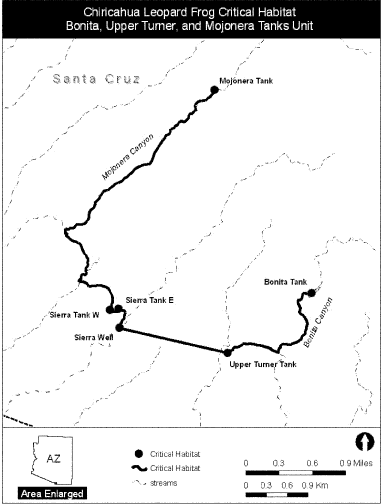 Chiricahua Leopard Frog Critical Habitat
Bonita, Upper Turner, and Mojonera Tanks Unit
Santa Cruz
Mojonera Tank
Mojonera Canyon
Bonita Tank
Sierra Tank E
Sierra Tank W
Sierra Well
Bonita Canyon
Upper Turner Tank
AZ
Area Enlarged
Critical Habitat
Critical Habitat
streams
0 0.3 0.6 0.9 Miles
0 0.3 0.6 0.9 Km